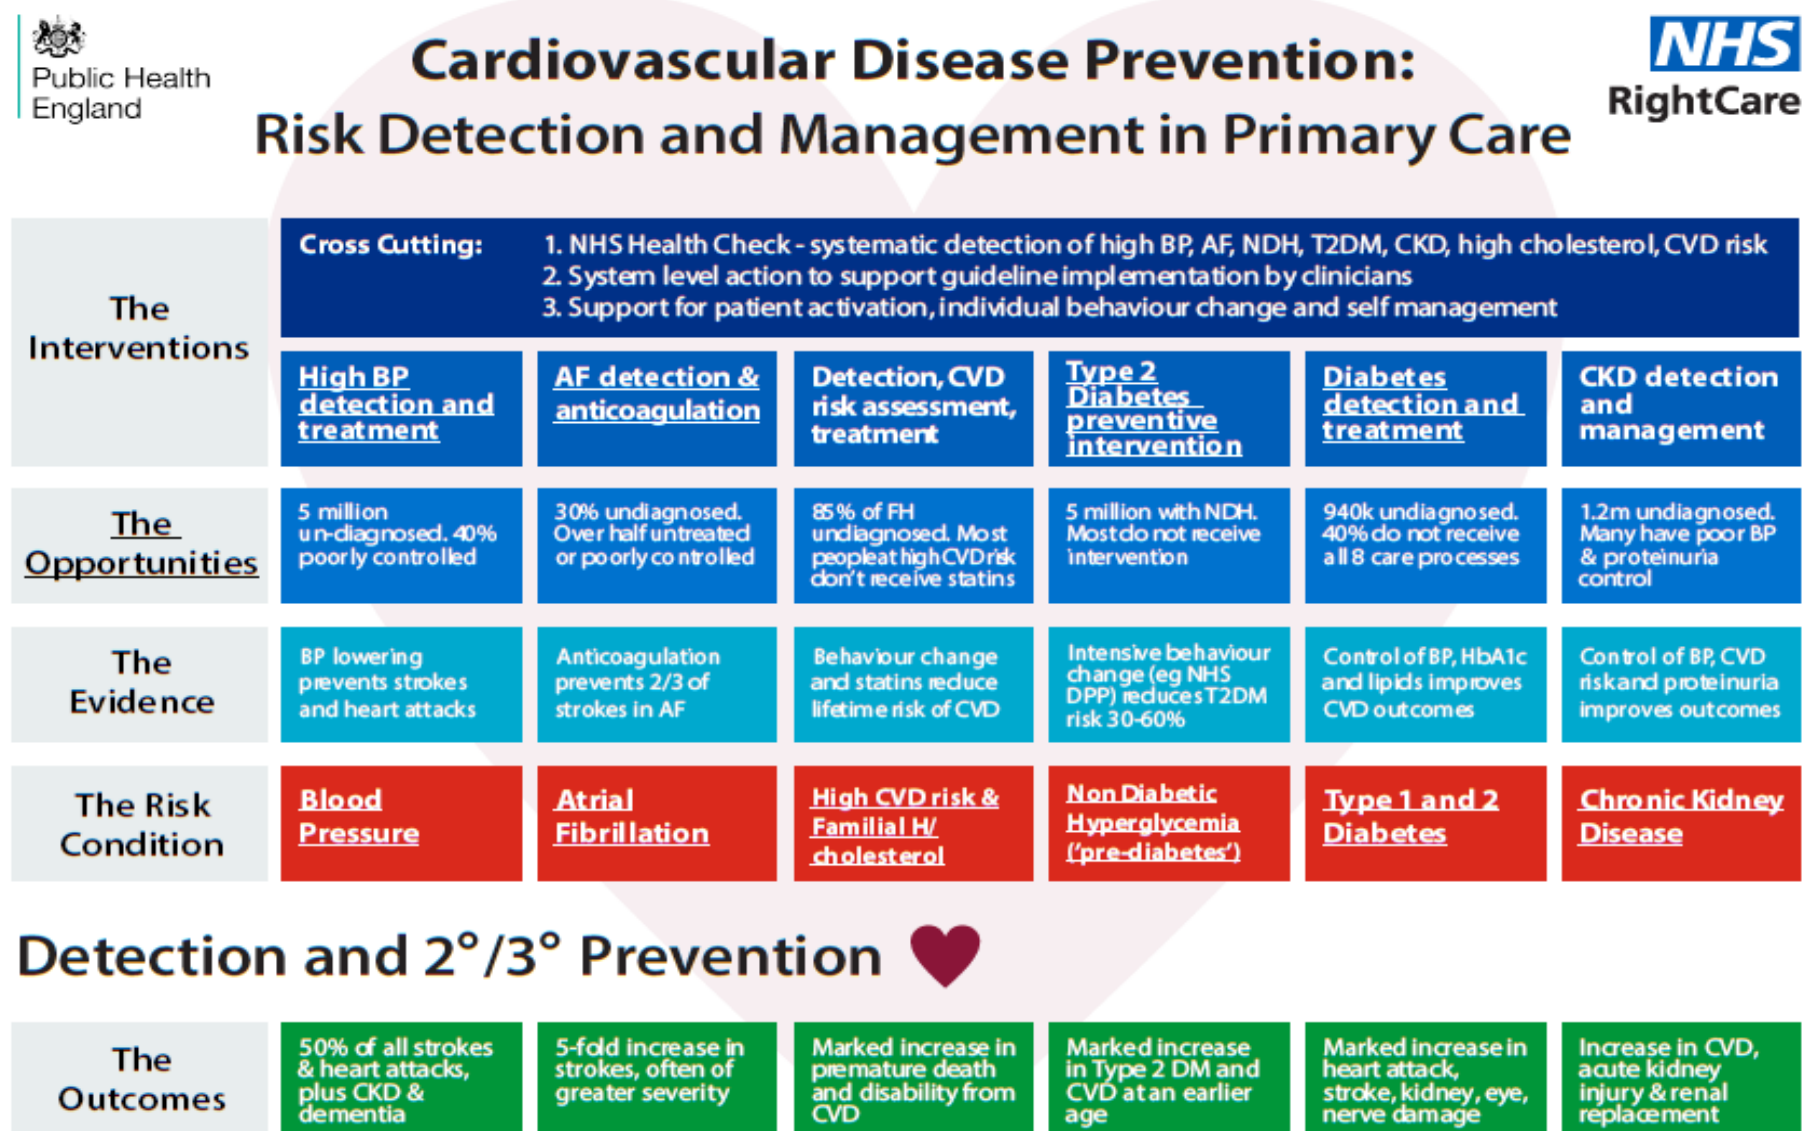 Public Health
England
Cardiovascular Disease Prevention:
Risk Detection and Management in Primary Care
NHS
RightCare
The
Interventions
Cross Cutting:
1. NHS Health Check - systematic detection of high BP, AF, NDH, T2DM, CKD, high cholesterol, CVD risk
2. System level action to support guideline implementation by clinicians
3. Support for patient activation, individual behaviour change and self management
High BP
detection and
treatment
AF detection &
anticoagulation
Detection, CVD
risk assessment,
treatment
Type 2
Diabetes
preventive
intervention
Diabetes
detection and
treatment
CKD detection
and
management
The
Opportunities
5 million
un-diagnosed. 40%
poorly controlled
30% undiagnosed.
Over half untreated
or poorly controlled
85% of FH
undiagnosed. Most
people at high CVD risk
don't receive statins
5 million with NDH.
Most do not receive
intervention
940k undiagnosed.
40% do not receive
all 8 care processes
1.2m undiagnosed.
Many have poor BP
& proteinuria
control
The
Evidence
BP lowering
prevents strokes
and heart attacks
Anticoagulation
prevents 2/3 of
strokes in AF
Behaviour change
and statins reduce
lifetime risk of CVD
Intensive behaviour
change (eg NHS
DPP) reduces T2DM
risk 30-60%
Control of BP, HbA1c
and lipids improves
CVD outcomes
Control of BP, CVD
risk and proteinuria
improves outcomes
The Risk
Condition
Blood
Pressure
Atrial
Fibrillation
High CVD risk &
Familial H/
cholesterol
Non Diabetic
Hyperglycemia
('pre-diabetes')
Type 1 and 2
Diabetes
Chronic Kidney
Disease
Detection and 2°/3° Prevention
The
Outcomes
50% of all strokes
& heart attacks,
plus CKD &
dementia
5-fold increase in
strokes, often of
greater severity
Marked increase in
premature death
and disability from
CVD
Marked increase
in Type 2 DM and
CVD at an earlier
age
Marked increase in
heart attack,
stroke, kidney, eye,
nerve damage
Increase in CVD,
acute kidney
injury & renal
replacement